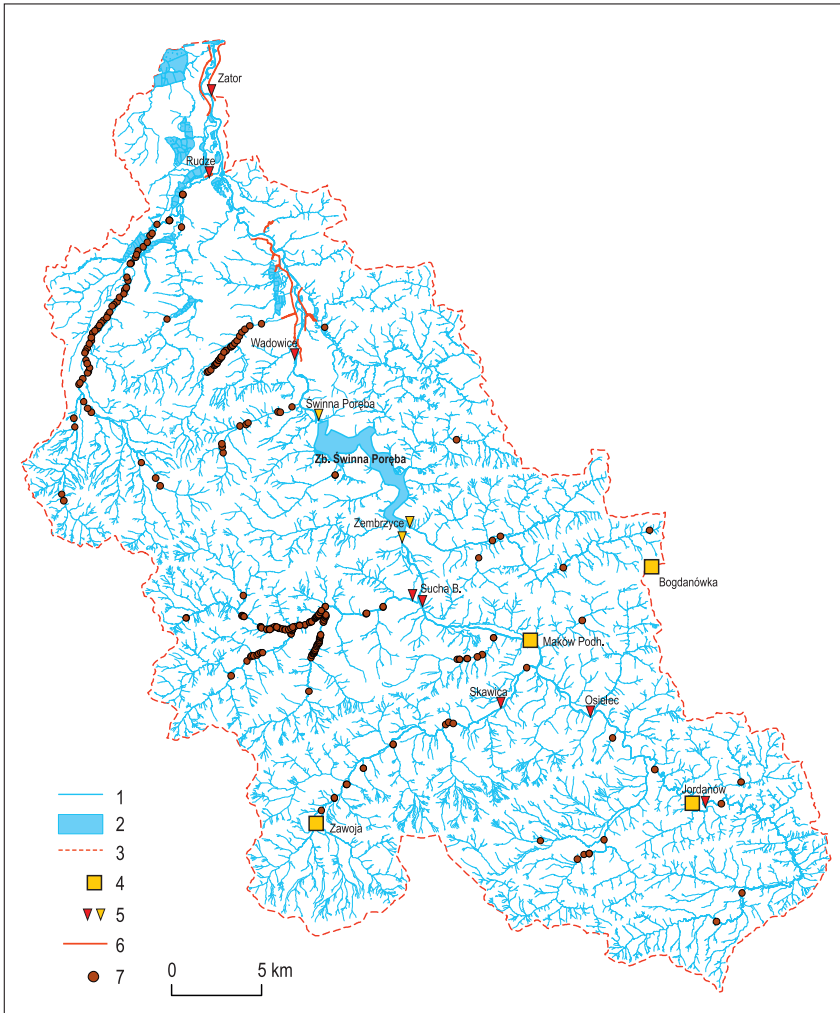 Zator
Rudze
Wadowice
Świnna Poręba
Zb. Świnna Poręba
Zembrzyce
Bogdanówka
Sucha B.
Maków Podh.
Skawica
Osielec
Jordanów
Zawoja
1
2
3
4
5
6
7
0 5 km